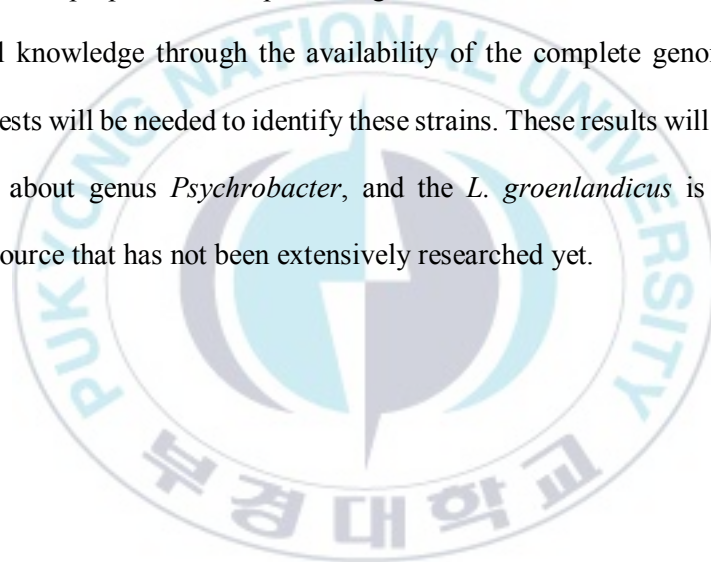 l knowledge through the availability of the complete genor
ests will be needed to identify these strains. These results will
about genus Psychrobacter, and the L. groenlandicus is
ource that has not been extensively researched yet.
PUKYONG NATIONAL UNIVERSITY
부경대학교